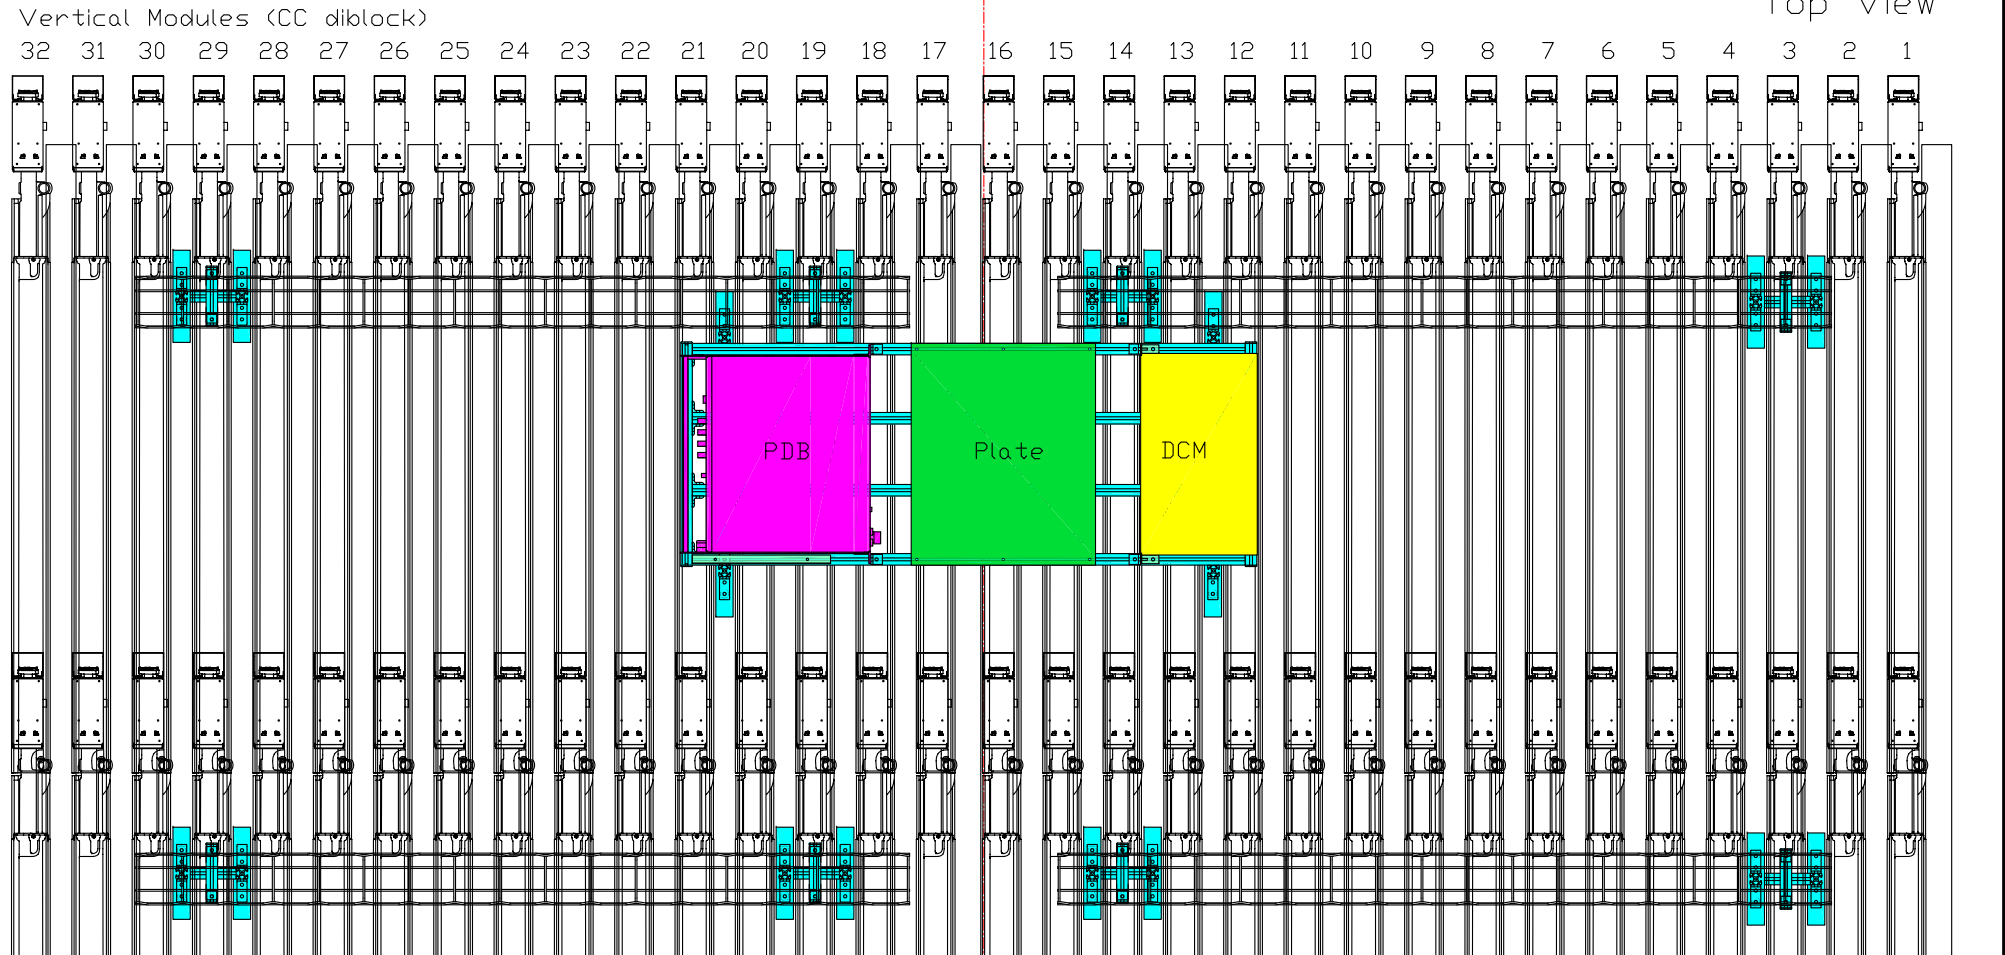 Top View
Vertical Modules (CC diblock)
32 31 30 29 28 27 26 25 24 23 22 21 20 19 18 17 16 15 14 13 12 11 10 9 8 7 6 5 4 3 2 1
PDB Plate DCM